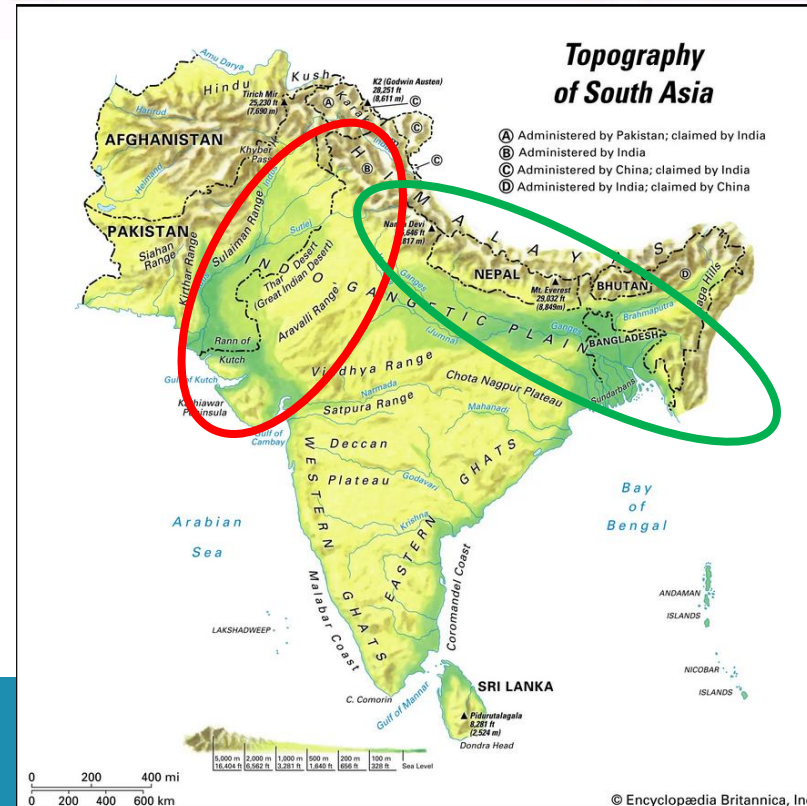 Topography
of South Asia
Ⓐ Administered by Pakistan; claimed by India
Ⓑ Administered by India
Ⓒ Administered by China; claimed by India
Ⓓ Administered by India; claimed by China
Amu Darya
Hindu Kush
K2 (Godwin Austen)
28,251 ft
(8,611 m)
Tirich Mir
25,230 ft
(7,690 m)
Ⓐ
Ⓒ
Ⓒ
Ⓒ
Ⓑ
Harirud
AFGHANISTAN
Khyber
Pass
Indus
Helmand
HIMALAYAS
PAKISTAN
Siahan
Range
Kirthar Range
Sulaiman Range
Sutlej
Nanda Devi
,646 ft
,817 m)
NEPAL
Mt. Everest
29,032 ft
(8,849m)
BHUTAN
Ⓓ
aga Hills
Brahmaputra
INDO GANGETIC PLAIN
Thar Desert
(Great Indian Desert)
Aravalli Range
Ganges
(Jumna)
Ganges
BANGLADESH
Sundarbans
Rann of
Kutch
Gulf of Kutch
Peninsula
Gulf of
Cambay
Vindhya Range
Narmada
Satpura Range
Chota Nagpur Plateau
Mahanadi
Deccan
Plateau
Godavari
Krishna
WESTERN GHATS
EASTERN GHATS
Malabar Coast
Coromandel Coast
Arabian
Sea
Bay
of
Bengal
LAKSHADWEEP
ANDAMAN
ISLANDS
NICOBAR
ISLANDS
C. Comorin
Gulf of Mannar
SRI LANKA
Pidurutalagala
8,281 ft
(2,524 m)
Dondra Head
5,000 m 2,000 m 1,000 m 500 m 200 m 100 m
16,404 ft 6,562 ft 3,281 ft 1,640 ft 656 ft 328 ft Sea Level
0 200 400 mi
0 200 400 600 km
© Encyclopædia Britannica, In